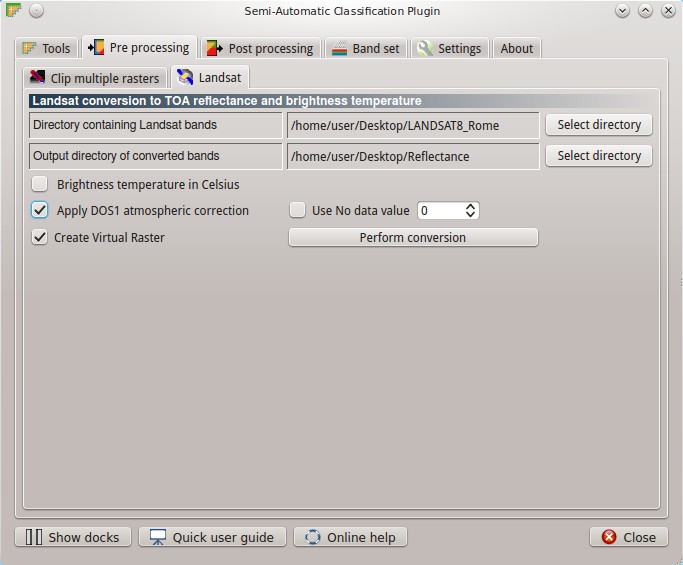 Semi-Automatic Classification Plugin
Tools Pre processing Post processing Band set Settings About
Clip multiple rasters Landsat
Landsat conversion to TOA reflectance and brightness temperature
Directory containing Landsat bands /home/user/Desktop/LANDSAT8_Rome Select directory
Output directory of converted bands /home/user/Desktop/Reflectance Select directory
Brightness temperature in Celsius
Apply DOS1 atmospheric correction Use No data value 0
Create Virtual Raster Perform conversion
Show docks Quick user guide Online help Close